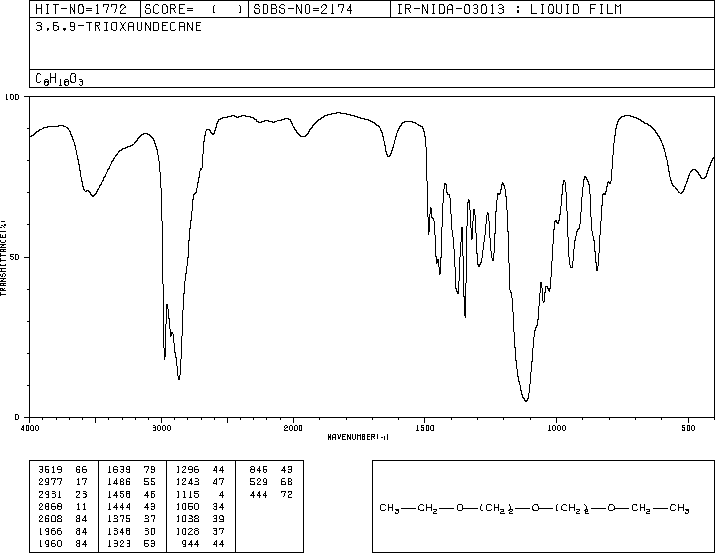 HIT-NO=1772 SCORE= ( ) SDBS-NO=2174 IR-NIDA-03013 : LIQUID FILM
3.6.9-TRIOXAUNDECANE
C8H18O3
100
50
0
TRANSMITTANCE(%)
4000 3000 2000 1500 1000 500
WAVENUMBER(-1)
3519 66 1639 79 1296 44 846 43
2977 17 1486 55 1243 47 529 68
2931 23 1458 46 1115 4 444 72
2868 11 1444 43 1050 34
2608 84 1375 37 1038 39
1966 84 1348 30 1028 37
1960 84 1323 53 944 44
CH3—CH2—O—(CH2)2—O—(CH2)2—O—CH2—CH3